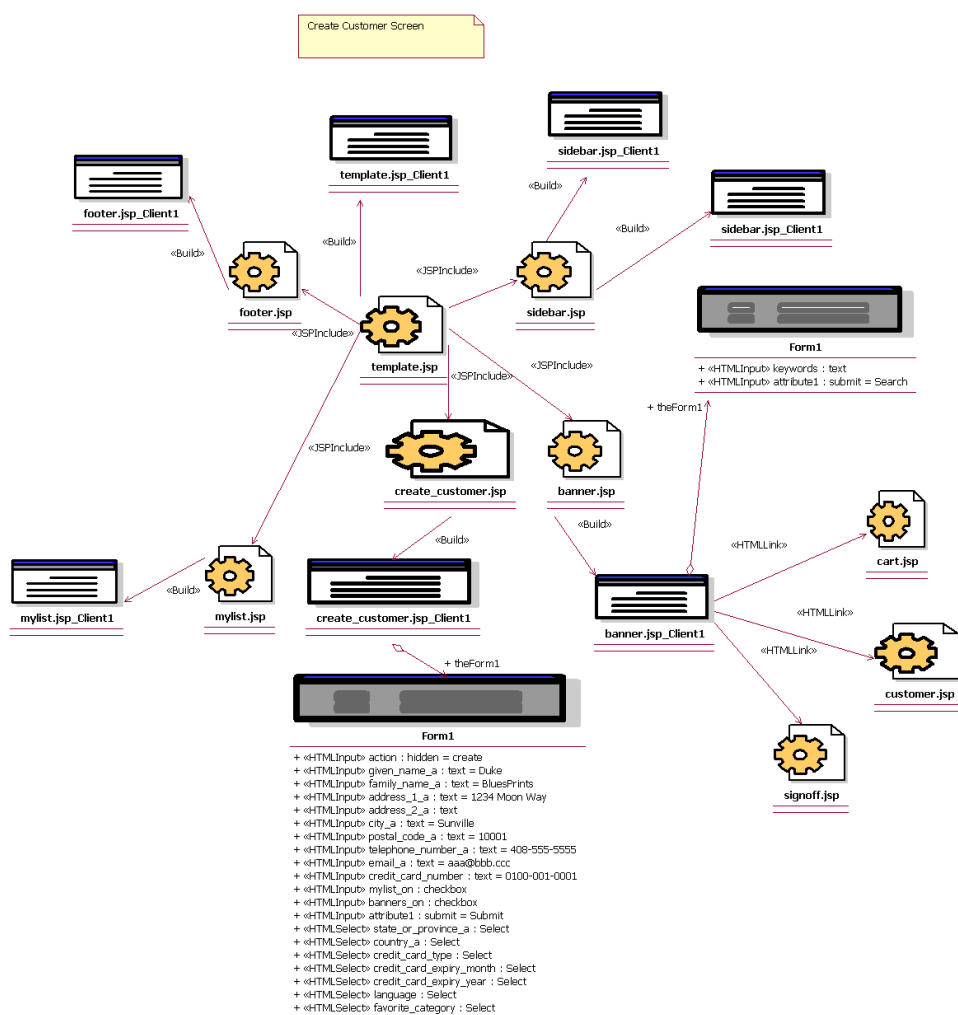 Create Customer Screen
sidebar.jsp_Client1
template.jsp_Client1
«Build»
footer.jsp_Client1
sidebar.jsp_Client1
«Build»
«Build»
«Build»
«JSPInclude»
footer.jsp
sidebar.jsp
«JSPInclude»
template.jsp
Form1
+ «HTMLInput» keywords : text
+ «HTMLInput» attribute1 : submit = Search
«JSPInclude»
«JSPInclude»
+ theForm1
«JSPInclude»
create_customer.jsp
banner.jsp
«Build»
«Build»
«HTMLLink»
cart.jsp
«Build»
mylist.jsp_Client1
mylist.jsp
create_customer.jsp_Client1
banner.jsp_Client1
«HTMLLink»
«HTMLLink»
+ theForm1
customer.jsp
Form1
signoff.jsp
+ «HTMLInput» action : hidden = create
+ «HTMLInput» given_name_a : text = Duke
+ «HTMLInput» family_name_a : text = BluesPrints
+ «HTMLInput» address_1_a : text = 1234 Moon Way
+ «HTMLInput» address_2_a : text
+ «HTMLInput» city_a : text = Sunville
+ «HTMLInput» postal_code_a : text = 10001
+ «HTMLInput» telephone_number_a : text = 408-555-5555
+ «HTMLInput» email_a : text = aaa@bbb.ccc
+ «HTMLInput» credit_card_number : text = 0100-001-0001
+ «HTMLInput» mylist_on : checkbox
+ «HTMLInput» banners_on : checkbox
+ «HTMLInput» attribute1 : submit = Submit
+ «HTMLSelect» state_or_province_a : Select
+ «HTMLSelect» country_a : Select
+ «HTMLSelect» credit_card_type : Select
+ «HTMLSelect» credit_card_expiry_month : Select
+ «HTMLSelect» credit_card_expiry_year : Select
+ «HTMLSelect» language : Select
+ «HTMLSelect» favorite_category : Select